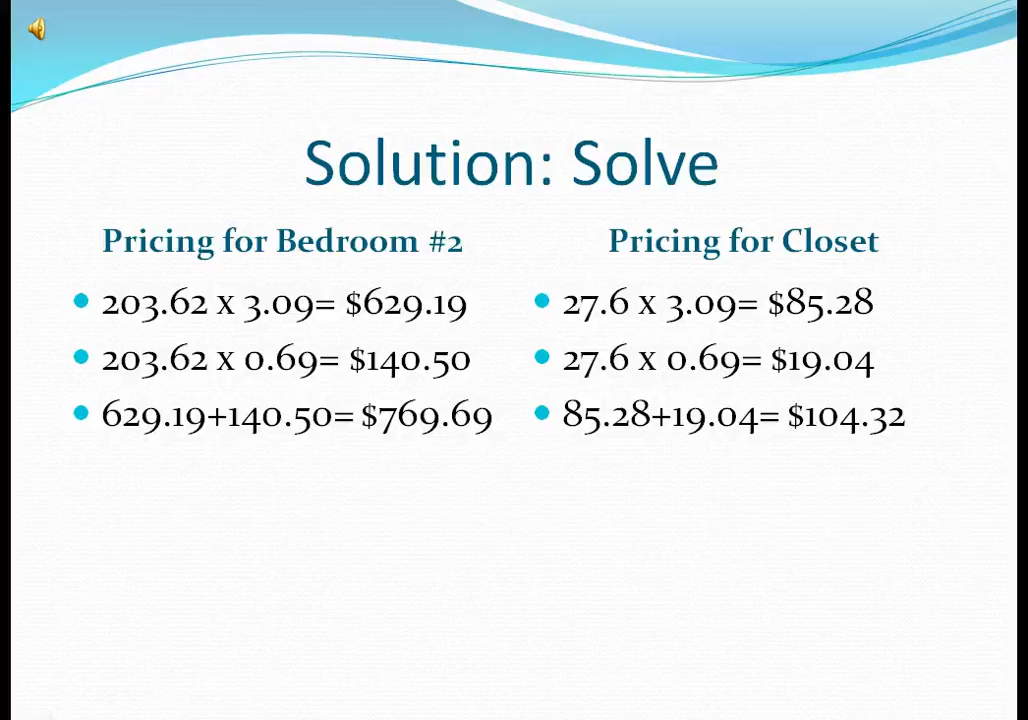 Solution: Solve
Pricing for Bedroom #2
203.62 x 3.09= $629.19
203.62 x 0.69= $140.50
629.19+140.50= $769.69
Pricing for Closet
27.6 x 3.09= $85.28
27.6 x 0.69= $19.04
85.28+19.04= $104.32